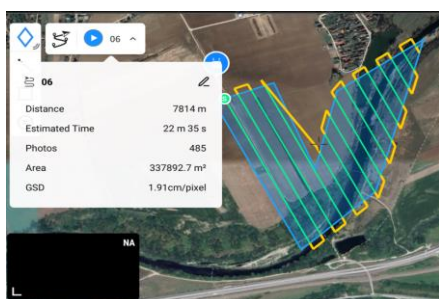 06
06
Distance 7814 m
Estimated Time 22 m 35 s
Photos 485
Area 337892.7 m²
GSD 1.91cm/pixel
NA